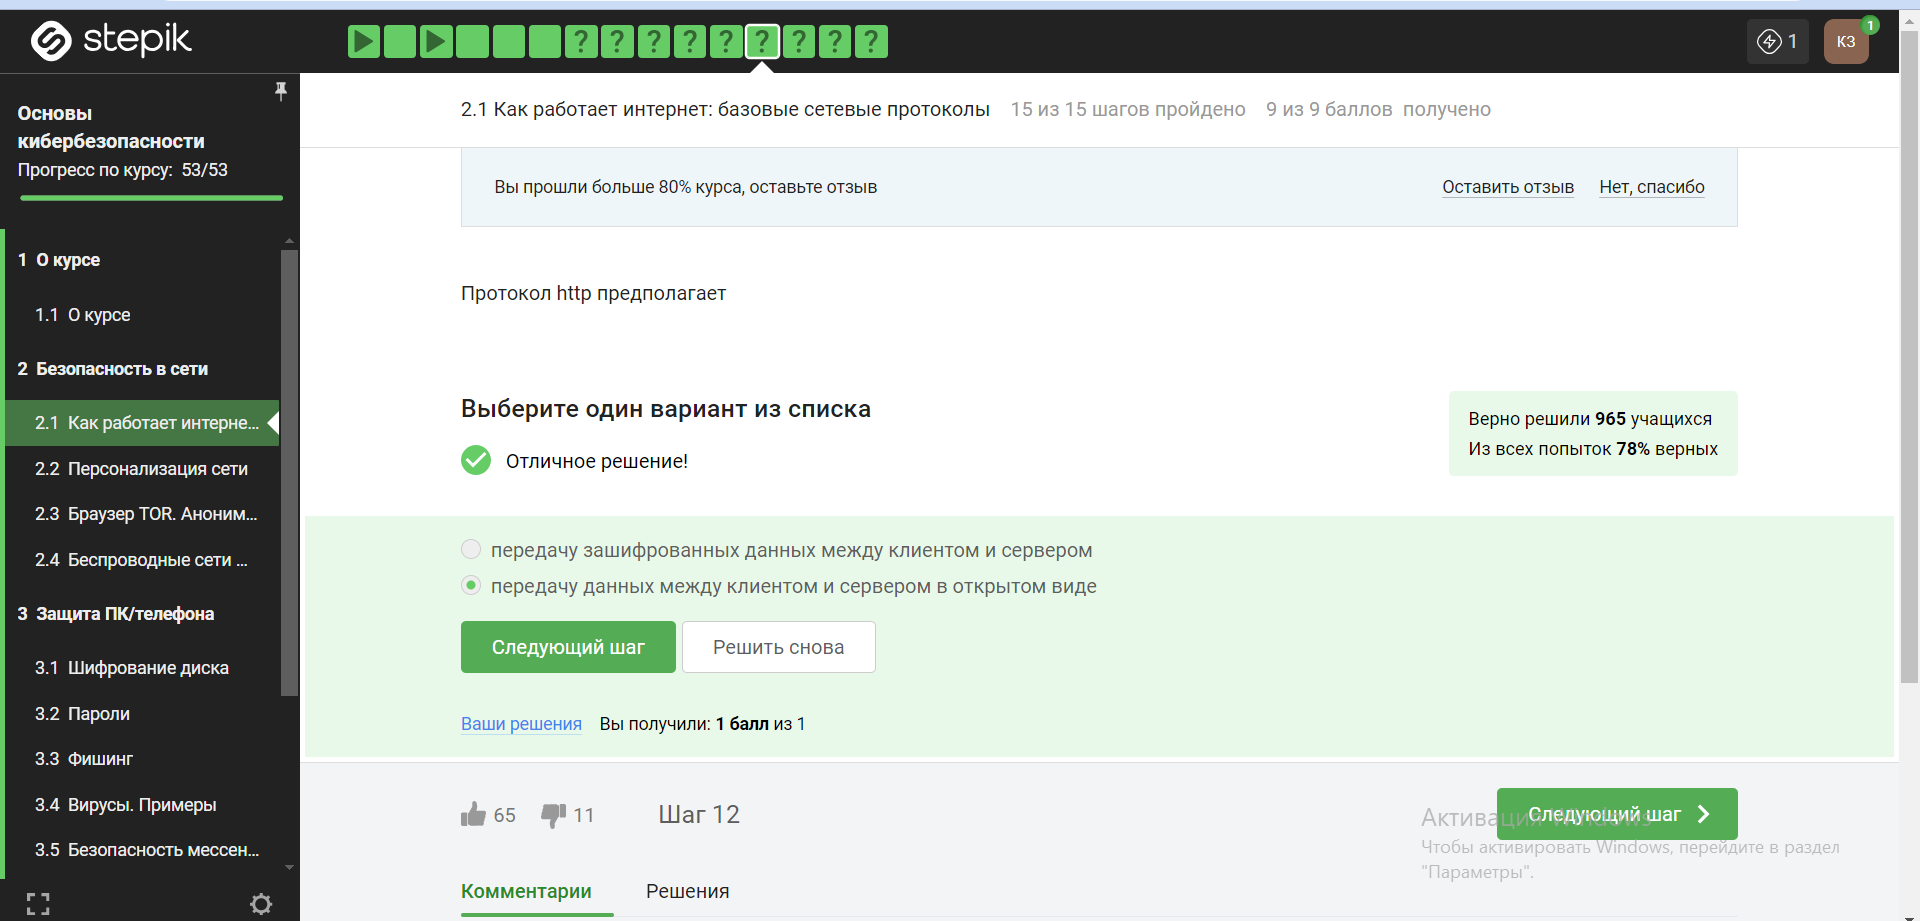 stepik
? ? ? ? ? ? ? ? ?
1
КЗ
1
Основы
кибербезопасности
Прогресс по курсу: 53/53
1 О курсе
1.1 О курсе
2 Безопасность в сети
2.1 Как работает интерне...
2.2 Персонализация сети
2.3 Браузер TOR. Аноним...
2.4 Беспроводные сети ...
3 Защита ПК/телефона
3.1 Шифрование диска
3.2 Пароли
3.3 Фишинг
3.4 Вирусы. Примеры
3.5 Безопасность мессен...
2.1 Как работает интернет: базовые сетевые протоколы 15 из 15 шагов пройдено 9 из 9 баллов получено
Вы прошли больше 80% курса, оставьте отзыв Оставить отзыв Нет, спасибо
Протокол http предполагает
Выберите один вариант из списка
Отличное решение!
Верно решили 965 учащихся
Из всех попыток 78% верных
передачу зашифрованных данных между клиентом и сервером
передачу данных между клиентом и сервером в открытом виде
Следующий шаг Решить снова
Ваши решения Вы получили: 1 балл из 1
65 11 Шаг 12
Следующий шаг
Активация Windows
Чтобы активировать Windows, перейдите в раздел
"Параметры".
Комментарии Решения